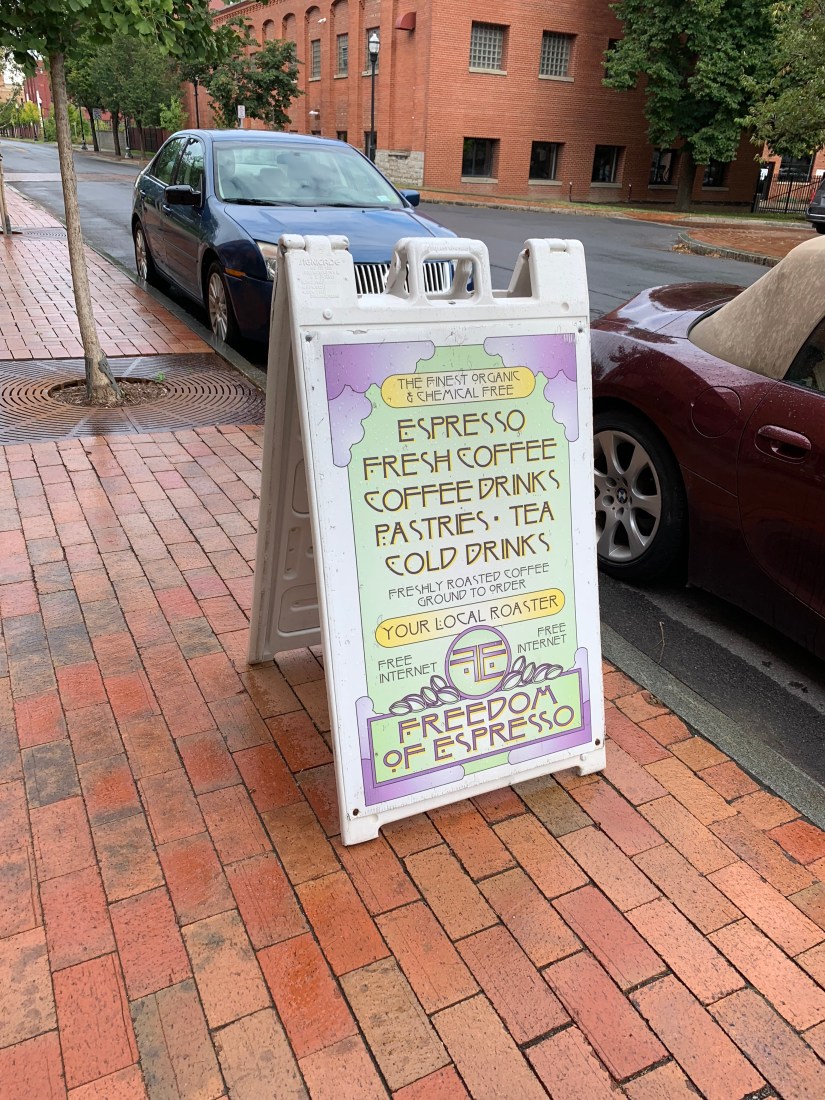 THE FINEST ORGANIC
& CHEMICAL FREE
ESPRESSO
FRESH COFFEE
COFFEE DRINKS
PASTRIES · TEA
COLD DRINKS
FRESHLY ROASTED COFFEE
GROUND TO ORDER
YOUR LOCAL ROASTER
FREE
INTERNET
FREE
INTERNET
FREEDOM
OF ESPRESSO